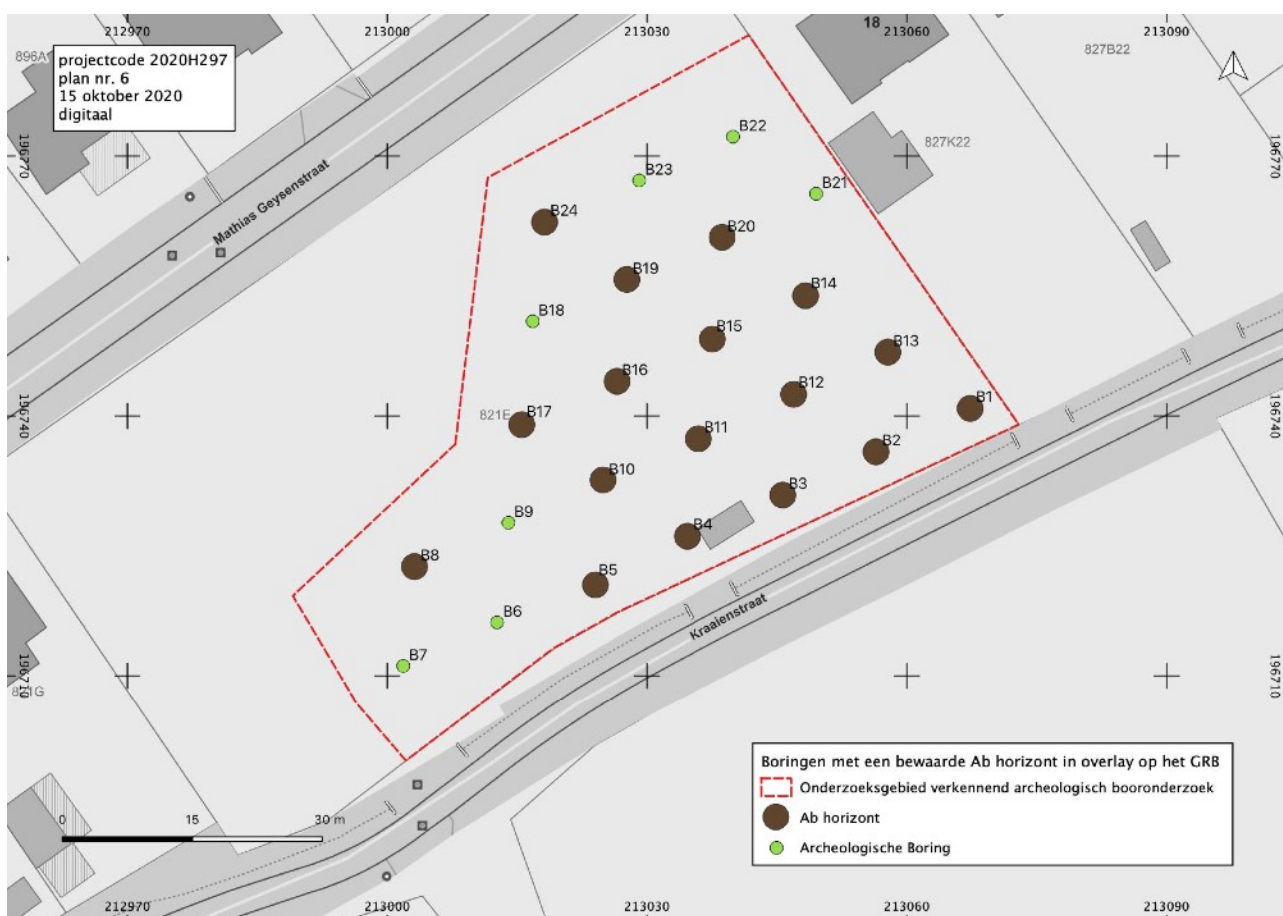 212970
213000
213030
213060
213090
projectcode 2020H297
plan nr. 6
15 oktober 2020
digitaal
896A
18
827B22
827K22
196770
196770
Mathias Geysenstraat
B22
B23
B21
B24
B20
B19
B14
B18
B15
B13
B16
B12
B1
196740
196740
821E
B17
B11
B2
B10
B3
B9
B4
B8
B5
B6
Kraaienstraat
B7
196710
196710
Boringen met een bewaarde Ab horizont in overlay op het GRB
Onderzoeksgebied verkennend archeologisch booronderzoek
Ab horizont
Archeologische Boring
0
15
30 m
212970
213000
213030
213060
213090